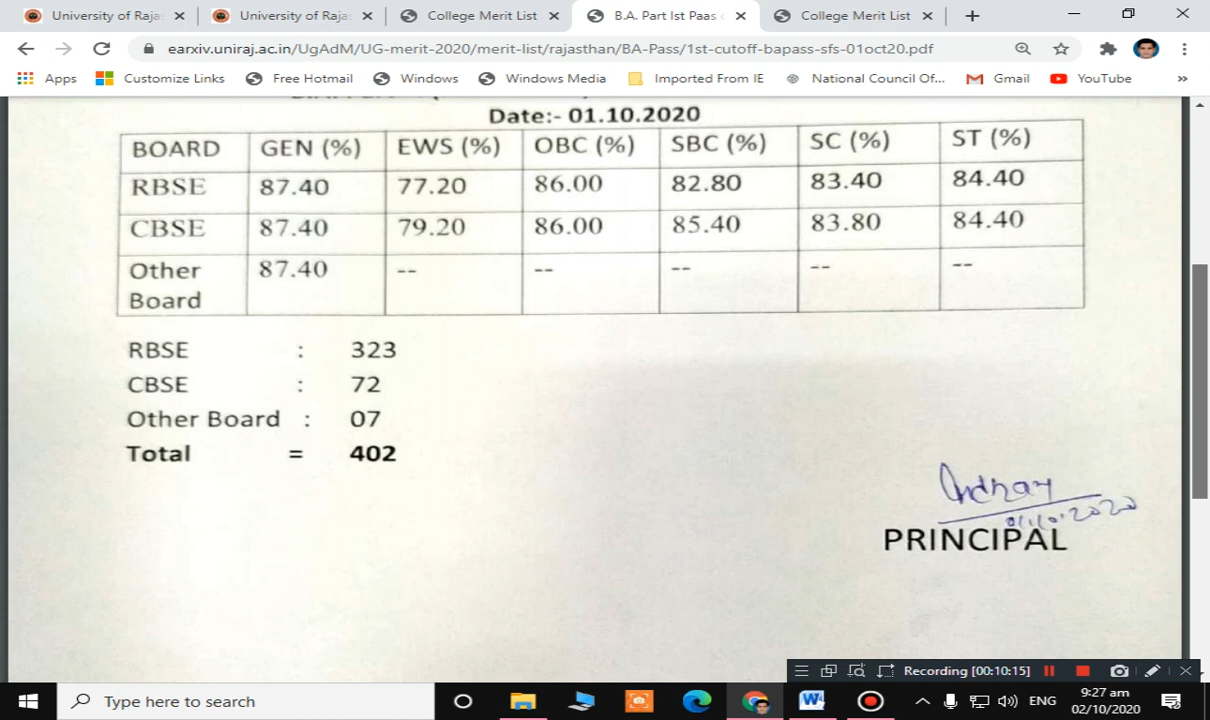 University of Rajas
University of Rajas
College Merit List
B.A. Part Ist Paas c
College Merit List
earxiv.uniraj.ac.in/UgAdM/UG-merit-2020/merit-list/rajasthan/BA-Pass/1st-cutoff-bapass-sfs-01oct20.pdf
Apps Customize Links Free Hotmail Windows Windows Media Imported From IE National Council Of... Gmail YouTube »
Date:- 01.10.2020
BOARD GEN (%) EWS (%) OBC (%) SBC (%) SC (%) ST (%)
RBSE 87.40 77.20 86.00 82.80 83.40 84.40
CBSE 87.40 79.20 86.00 85.40 83.80 84.40
Other 87.40 -- -- -- -- --
Board
RBSE : 323
CBSE : 72
Other Board : 07
Total = 402
01.10.2020
PRINCIPAL
Recording [00:10:15]
Type here to search
ENG
9:27 am
02/10/2020